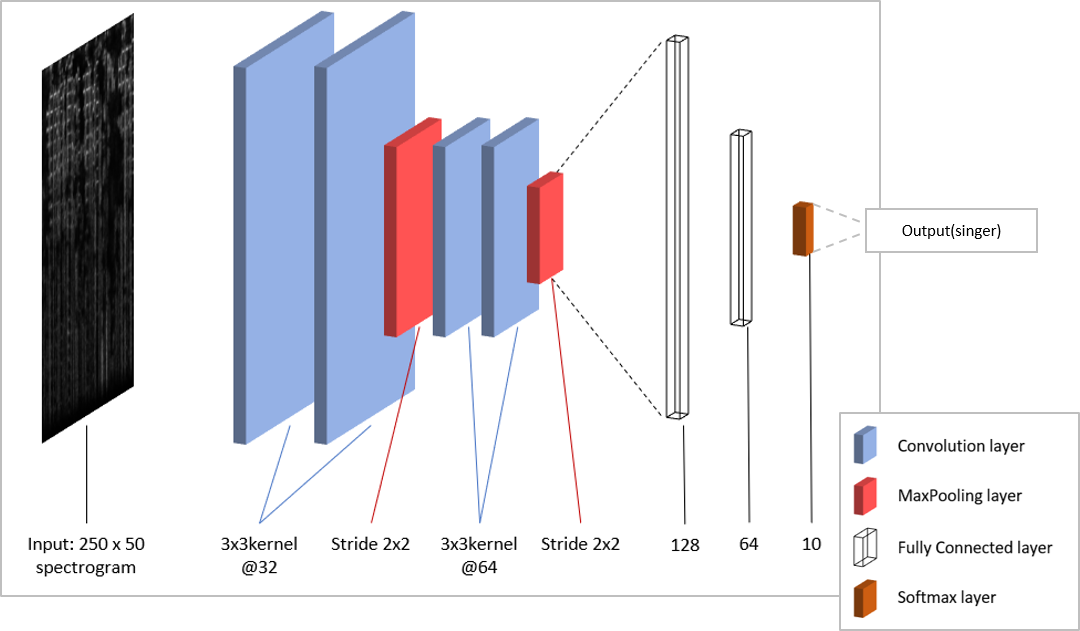 Output(singer)
Convolution layer
MaxPooling layer
Fully Connected layer
Softmax layer
Input: 250 x 50
spectrogram
3x3kernel
@32
Stride 2x2
3x3kernel
@64
Stride 2x2
128
64
10